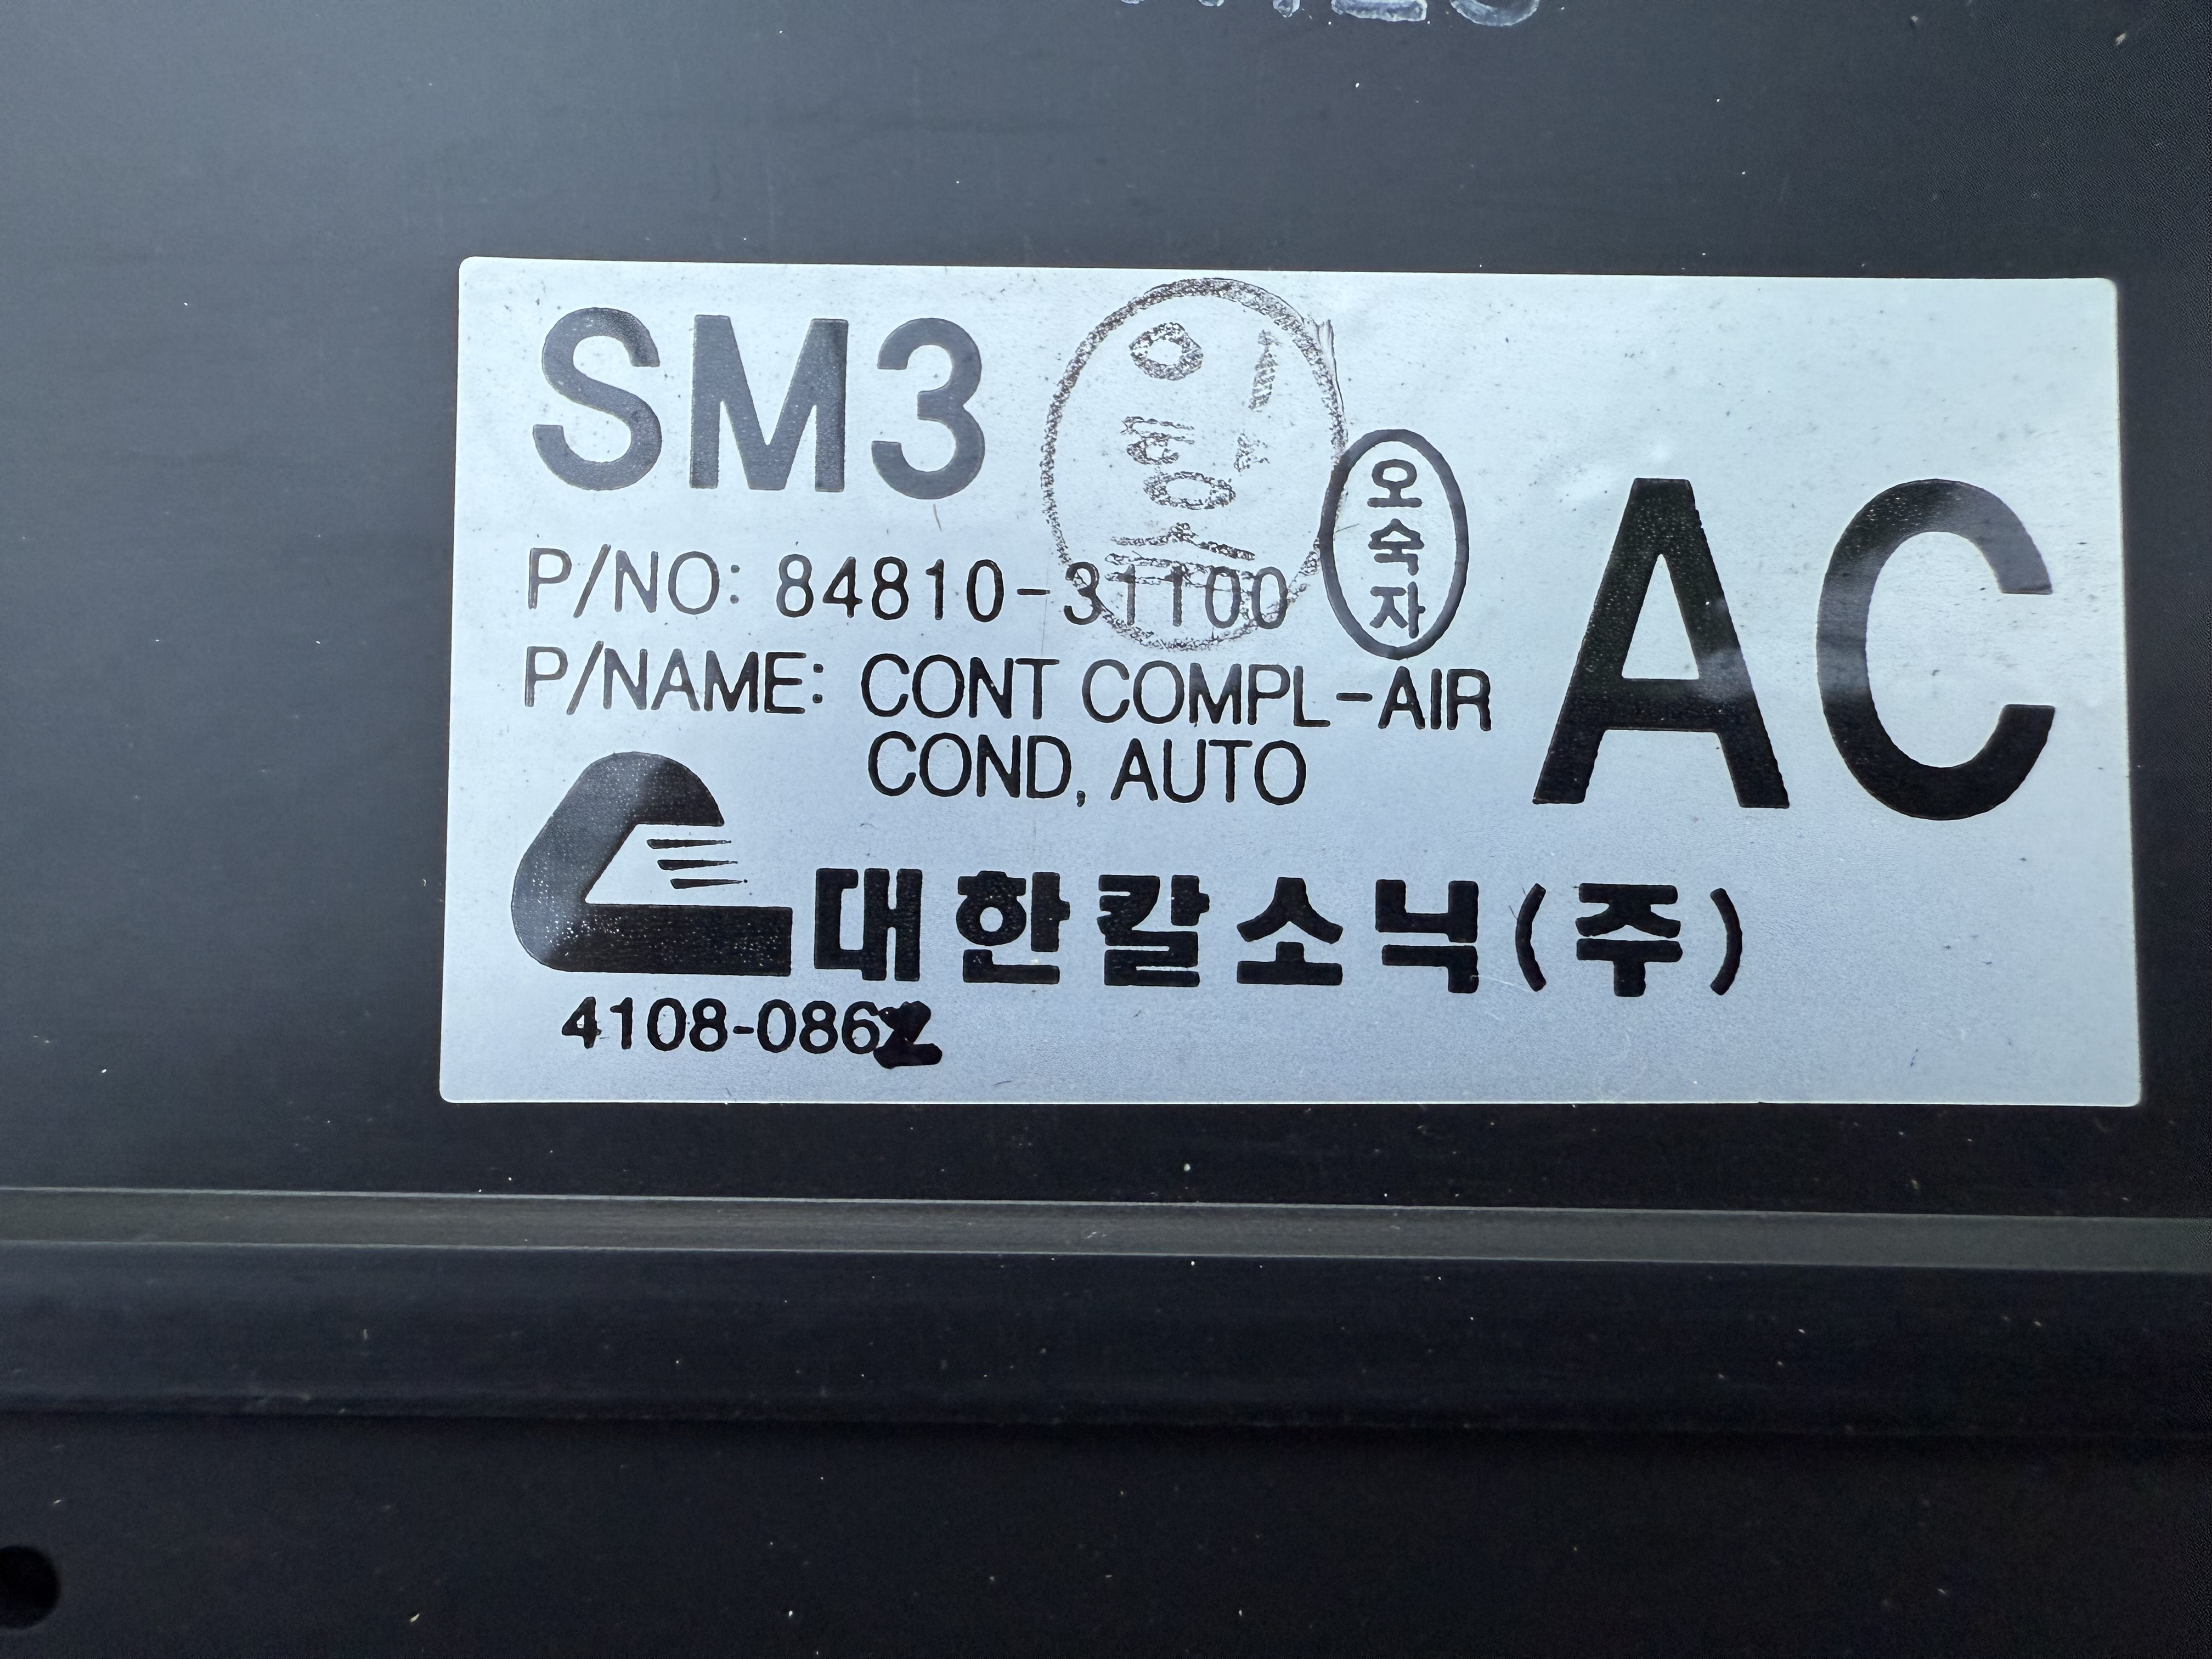 SM3
오숙자
P/NO: 84810-31100
AC
P/NAME: CONT COMPL-AIR
COND, AUTO
대한칼소닉(주)
4108-0862